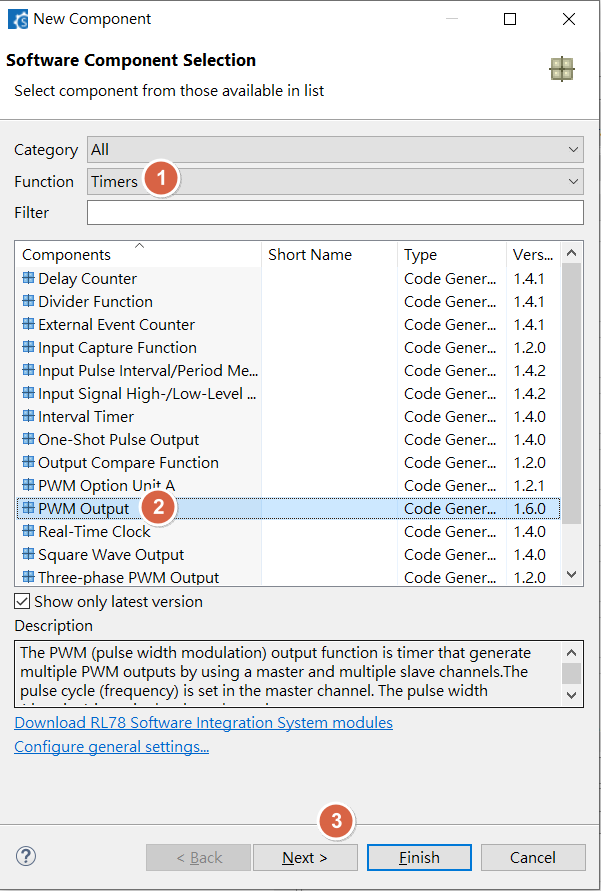 New Component
Software Component Selection
Select component from those available in list
Category All
Function Timers 1
Filter
Components Short Name Type Vers...
Delay Counter Code Gener... 1.4.1
Divider Function Code Gener... 1.4.1
External Event Counter Code Gener... 1.4.1
Input Capture Function Code Gener... 1.2.0
Input Pulse Interval/Period Me... Code Gener... 1.4.2
Input Signal High-/Low-Level ... Code Gener... 1.4.2
Interval Timer Code Gener... 1.4.0
One-Shot Pulse Output Code Gener... 1.4.0
Output Compare Function Code Gener... 1.2.0
PWM Option Unit A Code Gener... 1.2.1
PWM Output 2 Code Gener... 1.6.0
Real-Time Clock Code Gener... 1.4.0
Square Wave Output Code Gener... 1.4.0
Three-phase PWM Output Code Gener... 1.2.0
Show only latest version
Description
The PWM (pulse width modulation) output function is timer that generate
multiple PWM outputs by using a master and multiple slave channels.The
pulse cycle (frequency) is set in the master channel. The pulse width
Download RL78 Software Integration System modules
Configure general settings...
3
? < Back Next > Finish Cancel